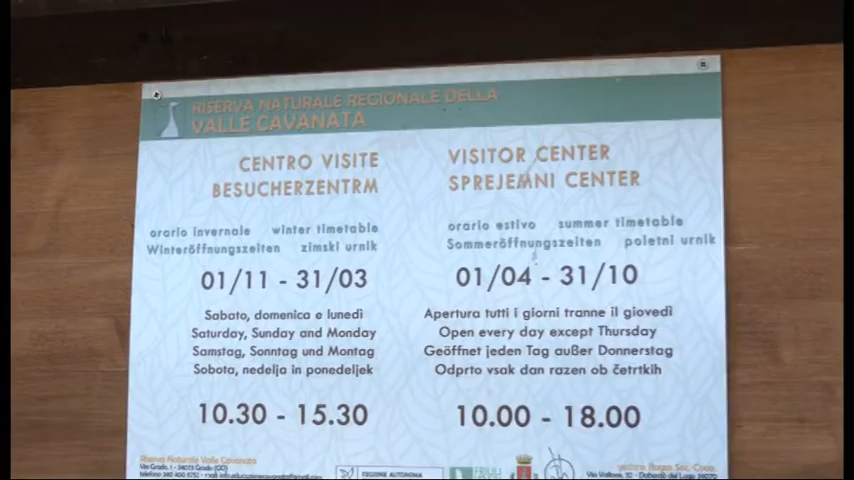 RISERVA NATURALE REGIONALE DELLA
VALLE CAVANATA
CENTRO VISITE
BESUCHERZENTRM
VISITOR CENTER
SPREJEMNI CENTER
orario invernale winter timetable
Winteröffnungszeiten zimski urnik
01/11 - 31/03
Sabato, domenica e lunedì
Saturday, Sunday and Monday
Samstag, Sonntag und Montag
Sobota, nedelja in ponedeljek
10.30 - 15.30
orario estivo summer timetable
Sommeröffnungszeiten poletni urnik
01/04 - 31/10
Apertura tutti i giorni tranne il giovedì
Open every day except Thursday
Geöffnet jeden Tag außer Donnerstag
Odprto vsak dan razen ob četrtkih
10.00 - 18.00
Riserva Naturale Valle Cavanata
REGIONE AUTONOMA
FRIULI